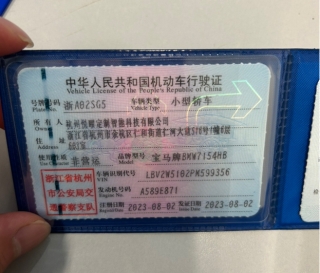 中华人民共和国机动车行驶证
Vehicle License of the People's Republic of China
号牌号码 浙AB2SG5 车辆类型 小型轿车
Plate No. Vehicle Type
所有人 杭州悦蝶定制智能科技有限公司
Owner
住址 浙江省杭州市余杭区仁和街道仁河大道
Address
使用性质 非营运 品牌型号 宝马牌BMW7154HB
Use Character Model
浙江省杭州 车辆识别代号 LBV2W5102PMS99356
VIN
市公安局交 发动机号码 A589E871
Engine No.
通警察支队 注册日期 2023-08-02 发证日期 2023-08-02
Register Date Issue Date